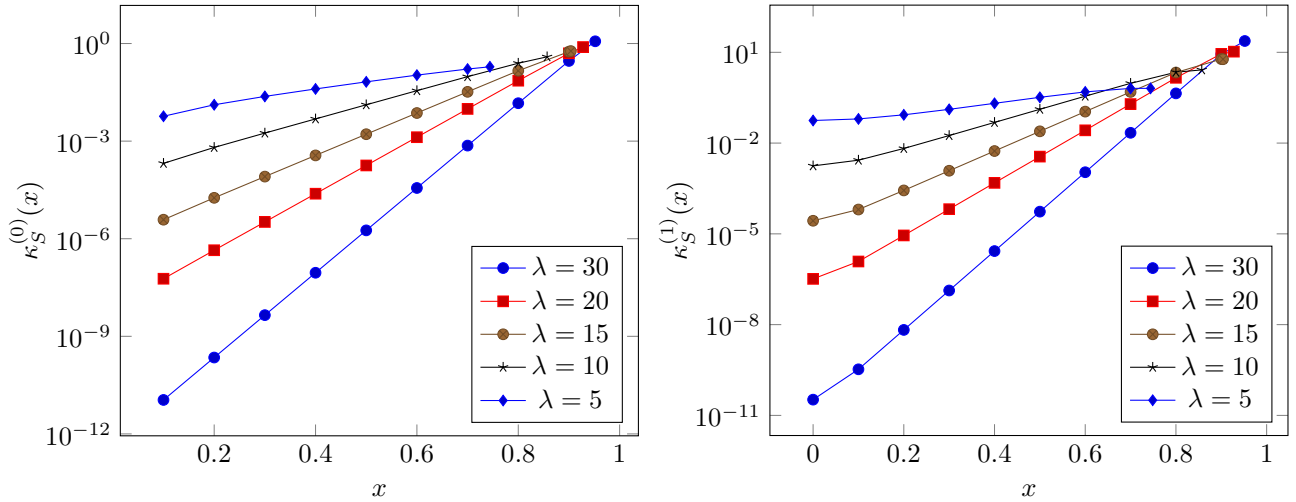 10^0
10^{-3}
10^{-6}
10^{-9}
10^{-12}
κ_S^{(0)}(x)
0.2 0.4 0.6 0.8 1
x
λ = 30
λ = 20
λ = 15
λ = 10
λ = 5
10^1
10^{-2}
10^{-5}
10^{-8}
10^{-11}
κ_S^{(1)}(x)
0 0.2 0.4 0.6 0.8 1
x
λ = 30
λ = 20
λ = 15
λ = 10
λ = 5